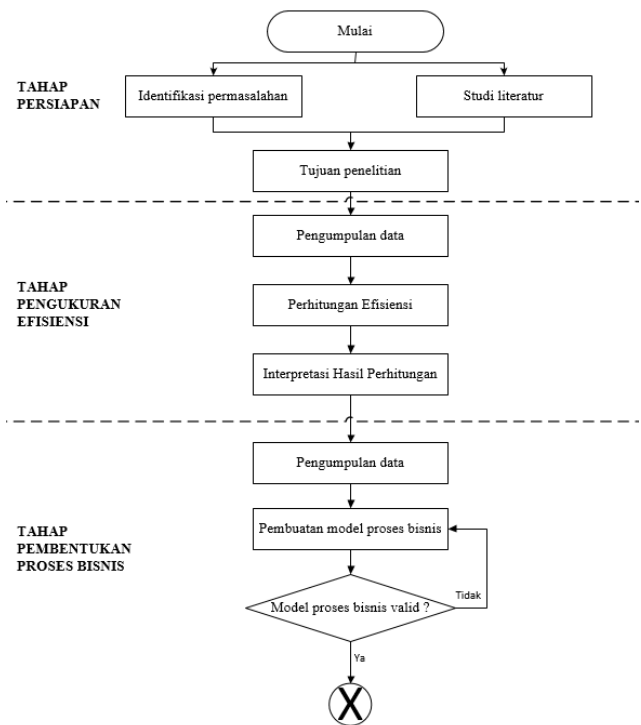 Mulai
TAHAP
PERSIAPAN
Identifikasi permasalahan
Studi literatur
Tujuan penelitian
Pengumpulan data
TAHAP
PENGUKURAN
EFISIENSI
Perhitungan Efisiensi
Interpretasi Hasil Perhitungan
Pengumpulan data
TAHAP
PEMBENTUKAN
PROSES BISNIS
Pembuatan model proses bisnis
Model proses bisnis valid ?
Tidak
Ya
X